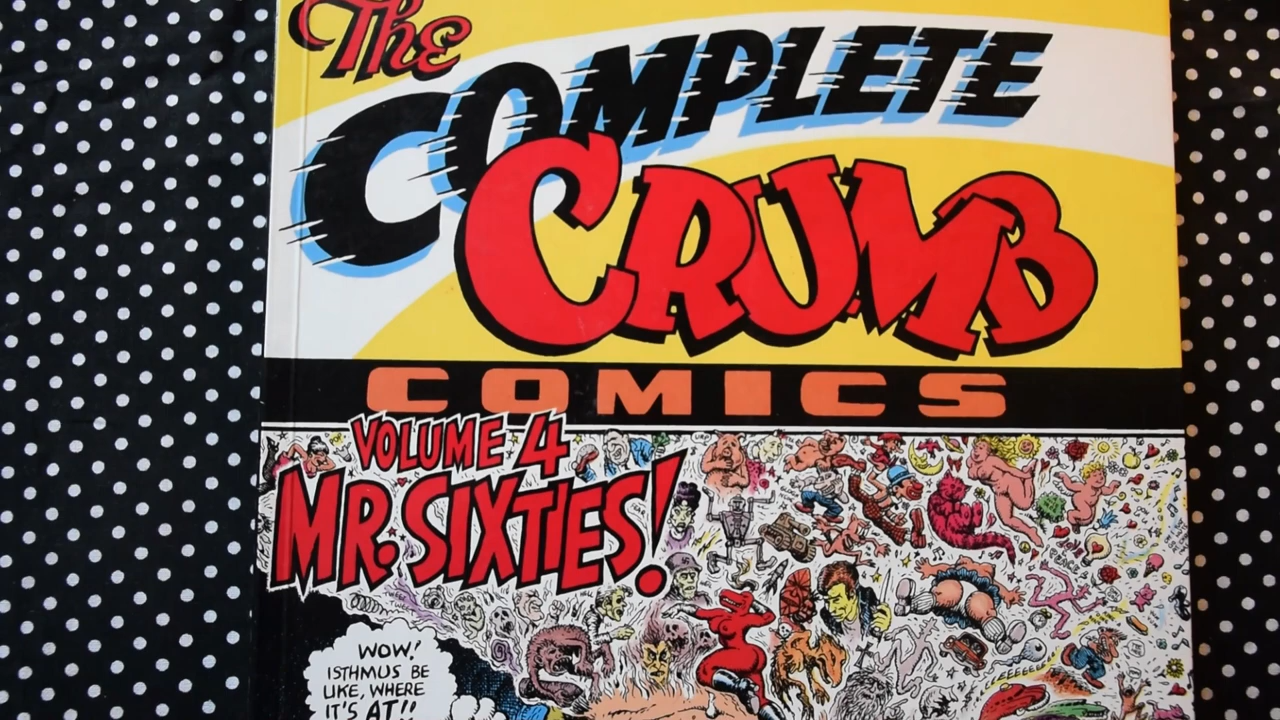 The
COMPLETE
CRUMB
COMICS
VOLUME 4
MR. SIXTIES!
WOW!
ISTHMUS BE
LIKE, WHERE
IT'S AT!!